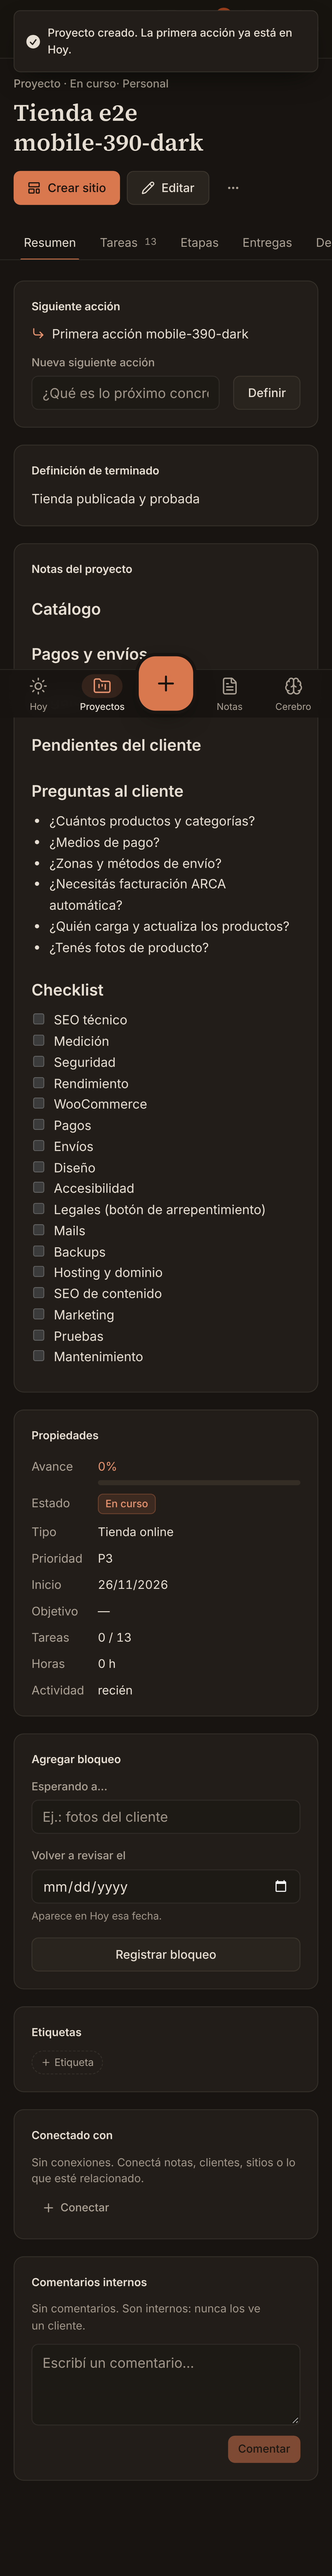 Proyecto creado. La primera acción ya está en
Hoy.
Proyecto · En curso· Personal
Tienda e2e
mobile-390-dark
Crear sitio
Editar
Resumen
Tareas 13
Etapas
Entregas
De
Siguiente acción
Primera acción mobile-390-dark
Nueva siguiente acción
¿Qué es lo próximo concre
Definir
Definición de terminado
Tienda publicada y probada
Notas del proyecto
Catálogo
Pagos y envíos
Hoy
Proyectos
Notas
Cerebro
Pendientes del cliente
Preguntas al cliente
• ¿Cuántos productos y categorías?
• ¿Medios de pago?
• ¿Zonas y métodos de envío?
• ¿Necesitás facturación ARCA
automática?
• ¿Quién carga y actualiza los productos?
• ¿Tenés fotos de producto?
Checklist
SEO técnico
Medición
Seguridad
Rendimiento
WooCommerce
Pagos
Envíos
Diseño
Accesibilidad
Legales (botón de arrepentimiento)
Mails
Backups
Hosting y dominio
SEO de contenido
Marketing
Pruebas
Mantenimiento
Propiedades
Avance 0%
Estado En curso
Tipo Tienda online
Prioridad P3
Inicio 26/11/2026
Objetivo —
Tareas 0 / 13
Horas 0 h
Actividad recién
Agregar bloqueo
Esperando a...
Ej.: fotos del cliente
Volver a revisar el
mm/dd/yyyy
Aparece en Hoy esa fecha.
Registrar bloqueo
Etiquetas
+ Etiqueta
Conectado con
Sin conexiones. Conectá notas, clientes, sitios o lo
que esté relacionado.
+ Conectar
Comentarios internos
Sin comentarios. Son internos: nunca los ve
un cliente.
Escribí un comentario...
Comentar